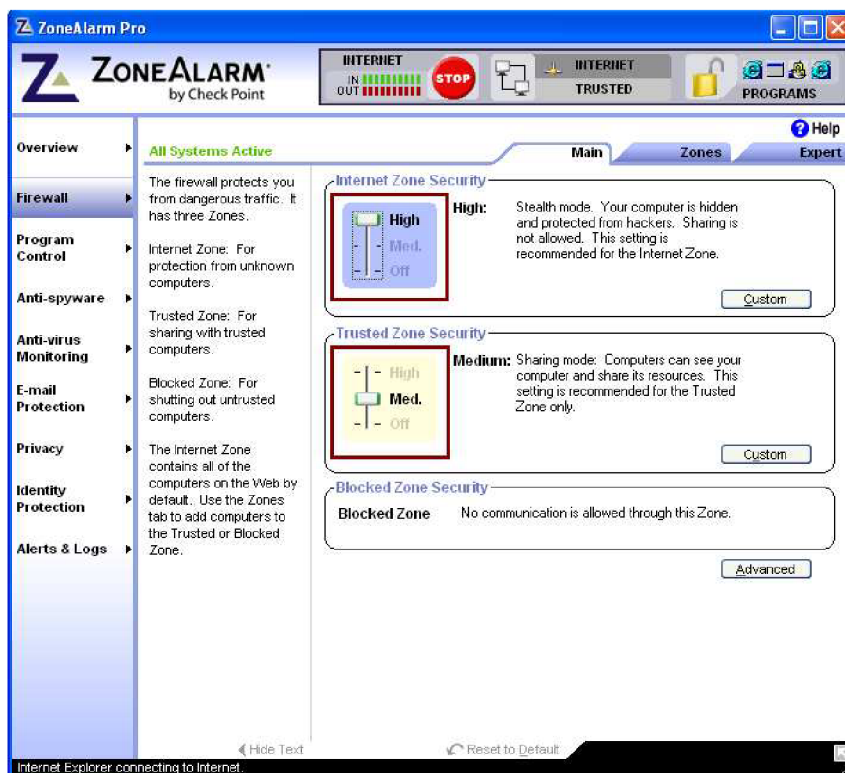 ZoneAlarm Pro
ZONEALARM
by Check Point
INTERNET
IN
OUT
STOP
INTERNET
TRUSTED
PROGRAMS
Help
Overview
Firewall
Program
Control
Anti-spyware
Anti-virus
Monitoring
E-mail
Protection
Privacy
Identity
Protection
Alerts & Logs
All Systems Active
Main
Zones
Expert
The firewall protects you
from dangerous traffic. It
has three Zones.
Internet Zone: For
protection from unknown
computers.
Trusted Zone: For
sharing with trusted
computers.
Blocked Zone: For
shutting out untrusted
computers.
The Internet Zone
contains all of the
computers on the Web by
default. Use the Zones
tab to add computers to
the Trusted or Blocked
Zone.
Internet Zone Security
High
Med.
Off
High:
Stealth mode. Your computer is hidden
and protected from hackers. Sharing is
not allowed. This setting is
recommended for the Internet Zone.
Custom
Trusted Zone Security
High
Med.
Off
Medium:
Sharing mode: Computers can see your
computer and share its resources. This
setting is recommended for the Trusted
Zone only.
Custom
Blocked Zone Security
Blocked Zone
No communication is allowed through this Zone.
Advanced
Hide Text
Reset to Default
Internet Explorer connecting to Internet.